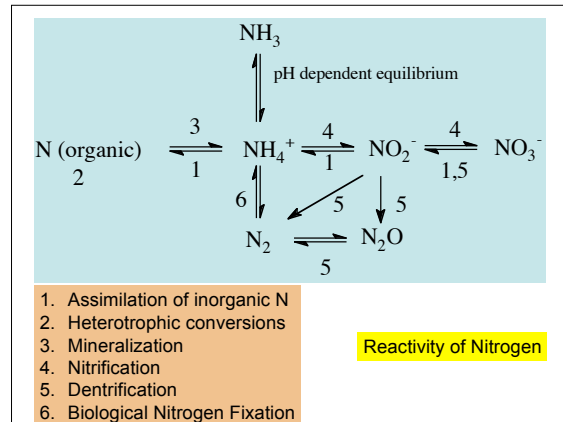 NH3
pH dependent equilibrium
3 4 4
N (organic) NH4+ NO2- NO3-
1 1 1,5
2
6 5 5
N2 N2O
5
1. Assimilation of inorganic N
2. Heterotrophic conversions
3. Mineralization
4. Nitrification
5. Dentrification
6. Biological Nitrogen Fixation
Reactivity of Nitrogen